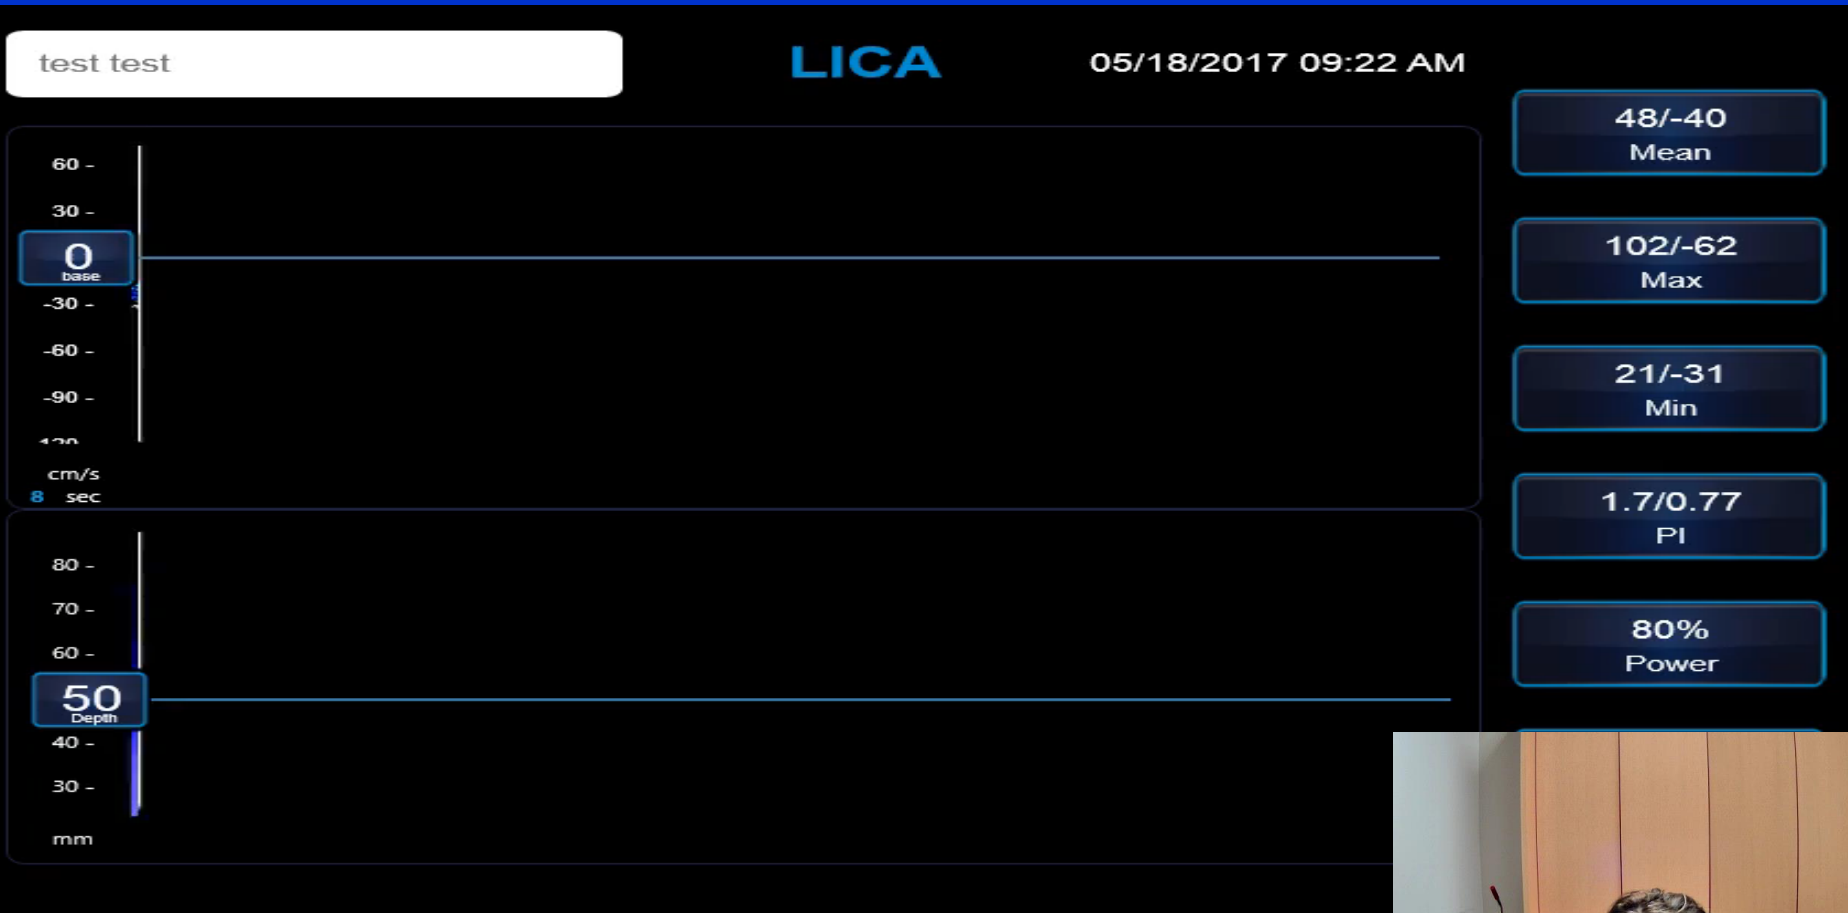 test test
LICA
05/18/2017 09:22 AM
48/-40
Mean
102/-62
Max
21/-31
Min
1.7/0.77
PI
80%
Power
60 -
30 -
0
base
-30 -
-60 -
-90 -
cm/s
8 sec
80 -
70 -
60 -
50
Depth
40 -
30 -
mm